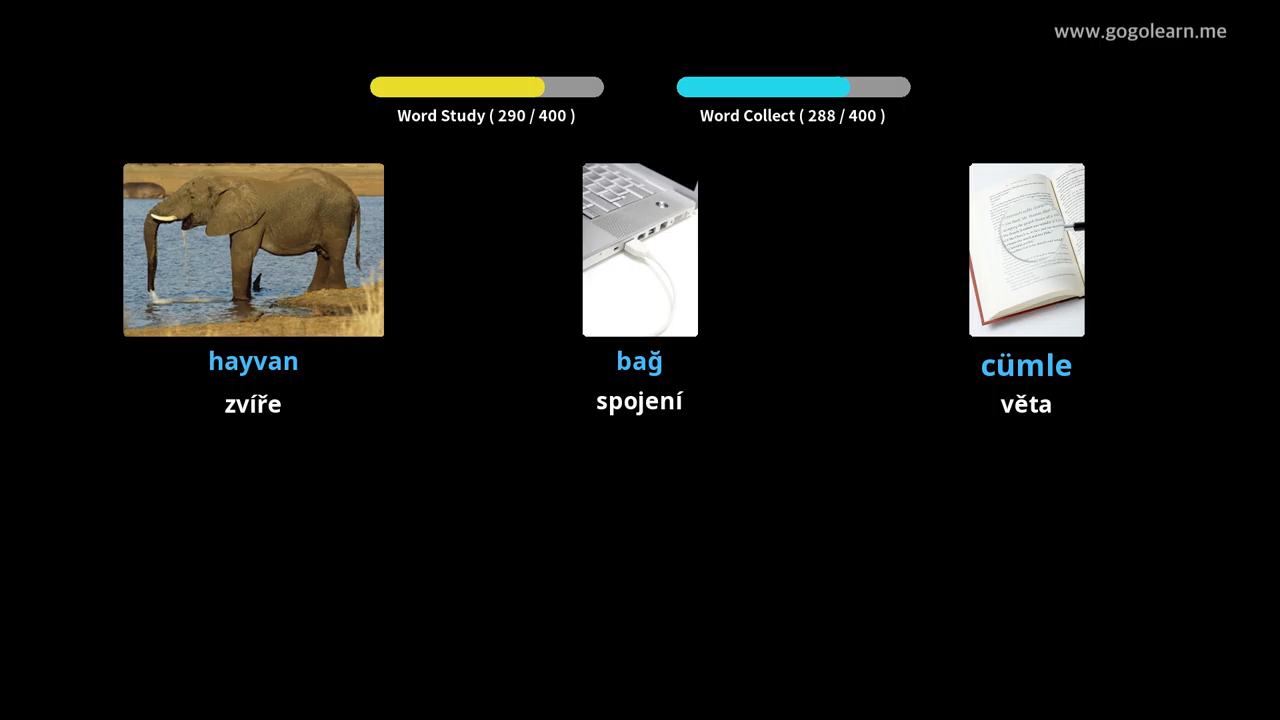 www.gogolearn.me
Word Study ( 290 / 400 )
Word Collect ( 288 / 400 )
hayvan
bağ
cümle
zvíře
spojení
věta